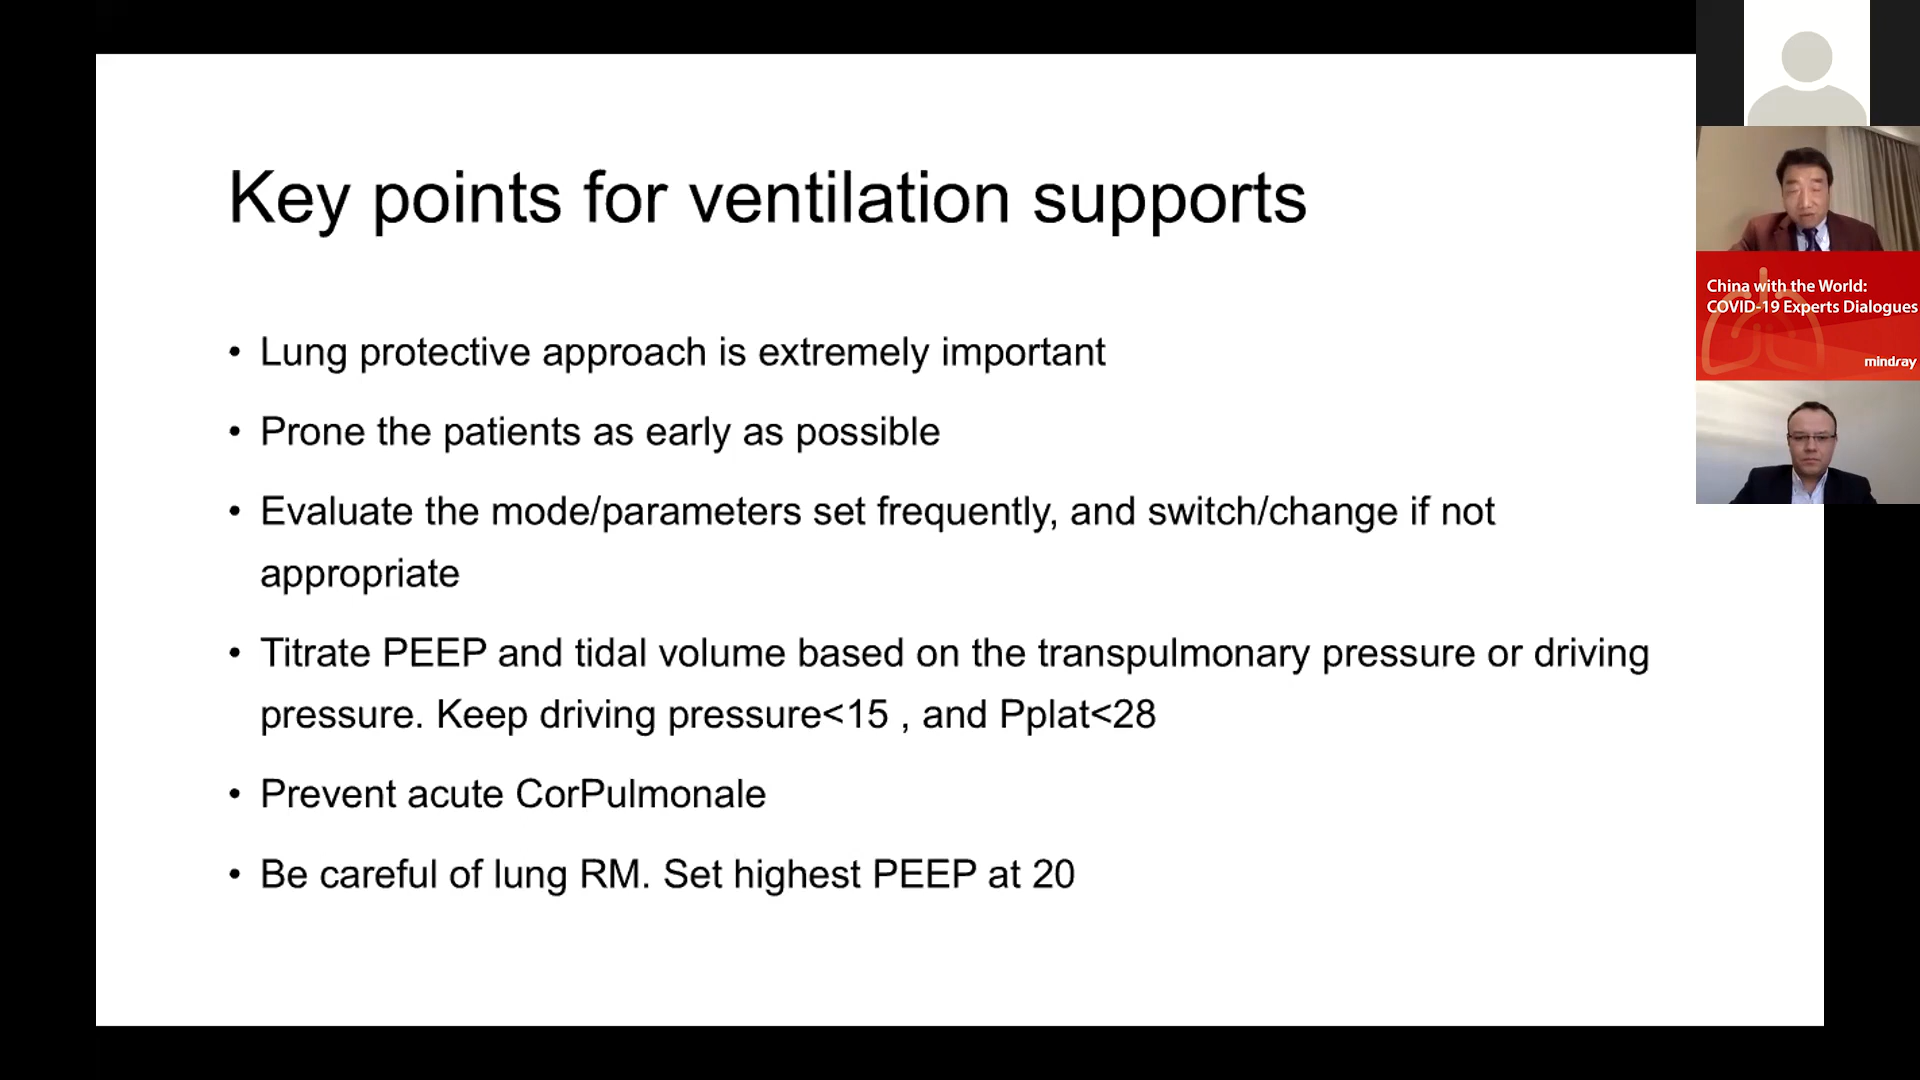 Key points for ventilation supports
• Lung protective approach is extremely important
• Prone the patients as early as possible
• Evaluate the mode/parameters set frequently, and switch/change if not
appropriate
• Titrate PEEP and tidal volume based on the transpulmonary pressure or driving
pressure. Keep driving pressure<15 , and Pplat<28
• Prevent acute CorPulmonale
• Be careful of lung RM. Set highest PEEP at 20
China with the World:
COVID-19 Experts Dialogues
mindray